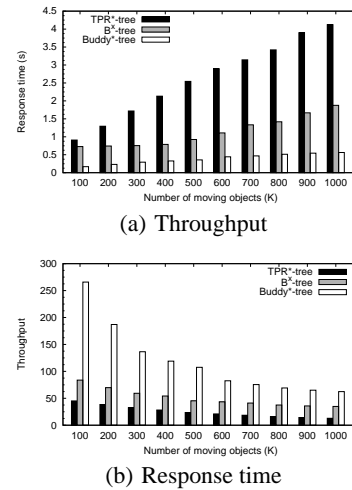 TPR*-tree
Bx-tree
Buddy*-tree
Response time (s)
4.5
4
3.5
3
2.5
2
1.5
1
0.5
0
100 200 300 400 500 600 700 800 900 1000
Number of moving objects (K)
(a) Throughput
TPR*-tree
Bx-tree
Buddy*-tree
Throughput
300
250
200
150
100
50
0
100 200 300 400 500 600 700 800 900 1000
Number of moving objects (K)
(b) Response time